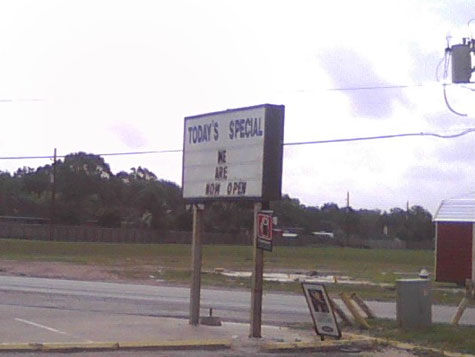 TODAY'S SPECIAL
WE
ARE
NOW OPEN